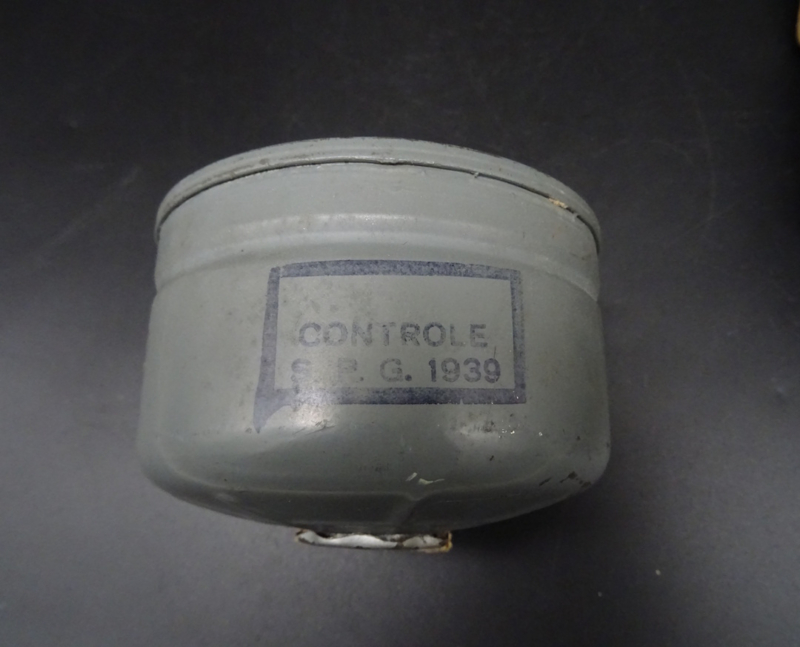 CONTROLE
S. P. G. 1939